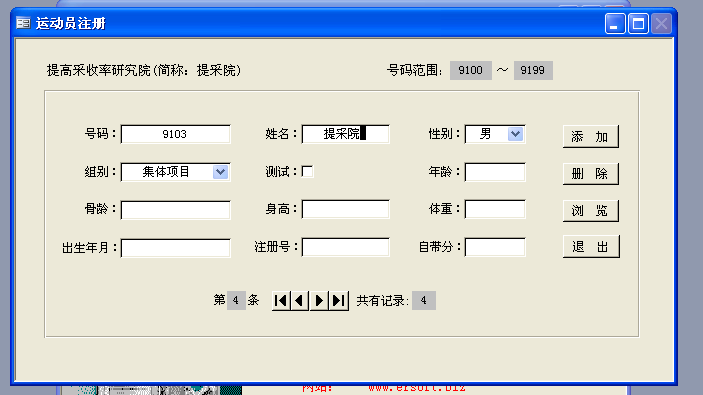 运动员注册
提高采收率研究院(简称: 提采院) 号码范围: 9100 ～ 9199
号码: 9103 姓名: 提采院 性别: 男 添 加
组别: 集体项目 测试: 年龄: 删 除
骨龄: 身高: 体重: 浏 览
出生年月: 注册号: 自带分: 退 出
第 4 条 共有记录: 4
网站: www.ersoft.biz